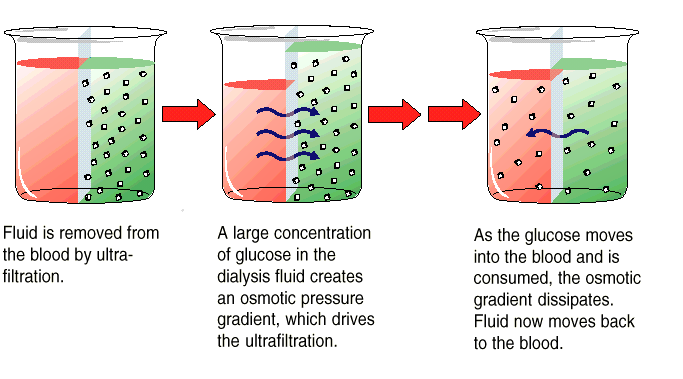 Fluid is removed from
the blood by ultra-
filtration.
A large concentration
of glucose in the
dialysis fluid creates
an osmotic pressure
gradient, which drives
the ultrafiltration.
As the glucose moves
into the blood and is
consumed, the osmotic
gradient dissipates.
Fluid now moves back
to the blood.